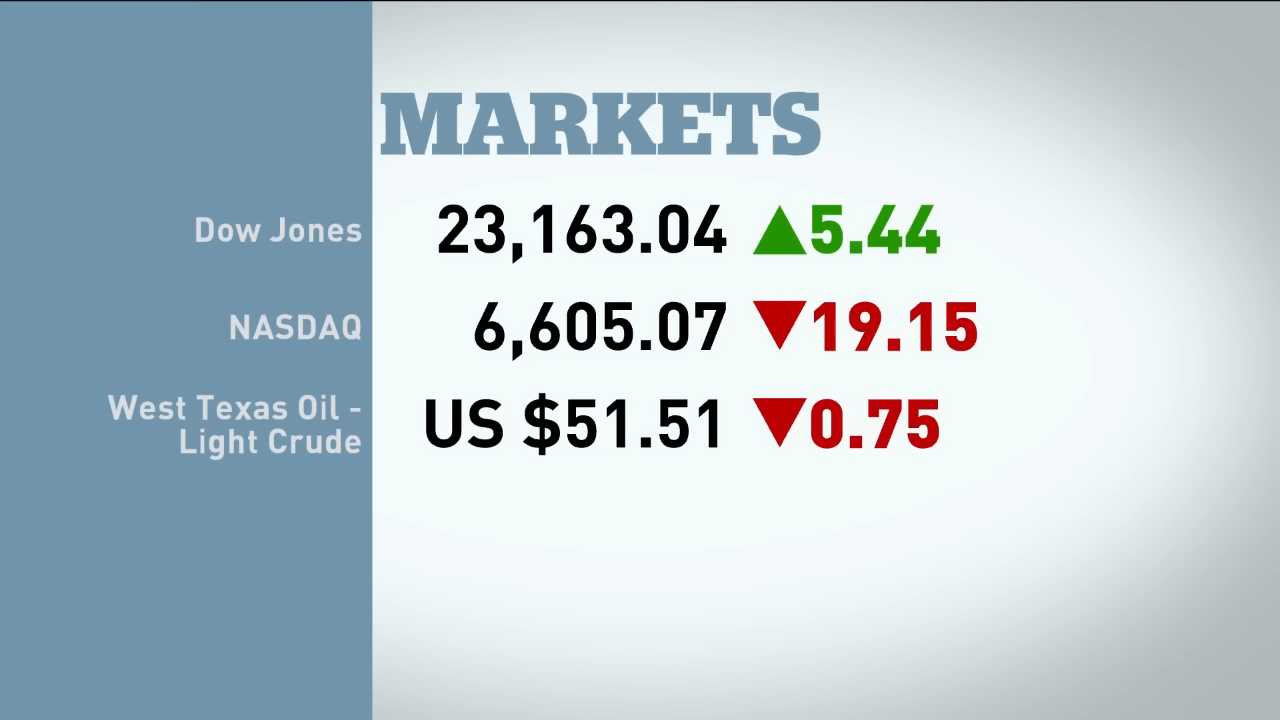 MARKETS
Dow Jones 23,163.04 ▲5.44
NASDAQ 6,605.07 ▼19.15
West Texas Oil -
Light Crude US $51.51 ▼0.75